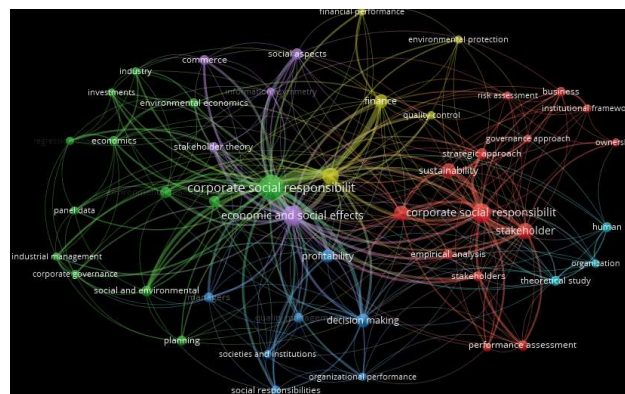 financial performance
environmental protection
social aspects
commerce
industry
investments
information asymmetry
business
risk assessment
environmental economics
finance
institutional framewo
quality control
economics
governance approach
owners
stakeholder theory
strategic approach
sustainability
corporate social responsibilit
panel data
economic and social effects
corporate social responsibilit
human
stakeholder
industrial management
profitability
empirical analysis
organization
corporate governance
stakeholders
theoretical study
social and environmental
managers
decision making
planning
performance assessment
societies and institutions
organizational performance
social responsibilities